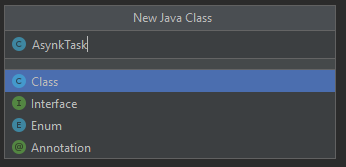 New Java Class
C AsynkTask
C Class
I Interface
E Enum
@ Annotation